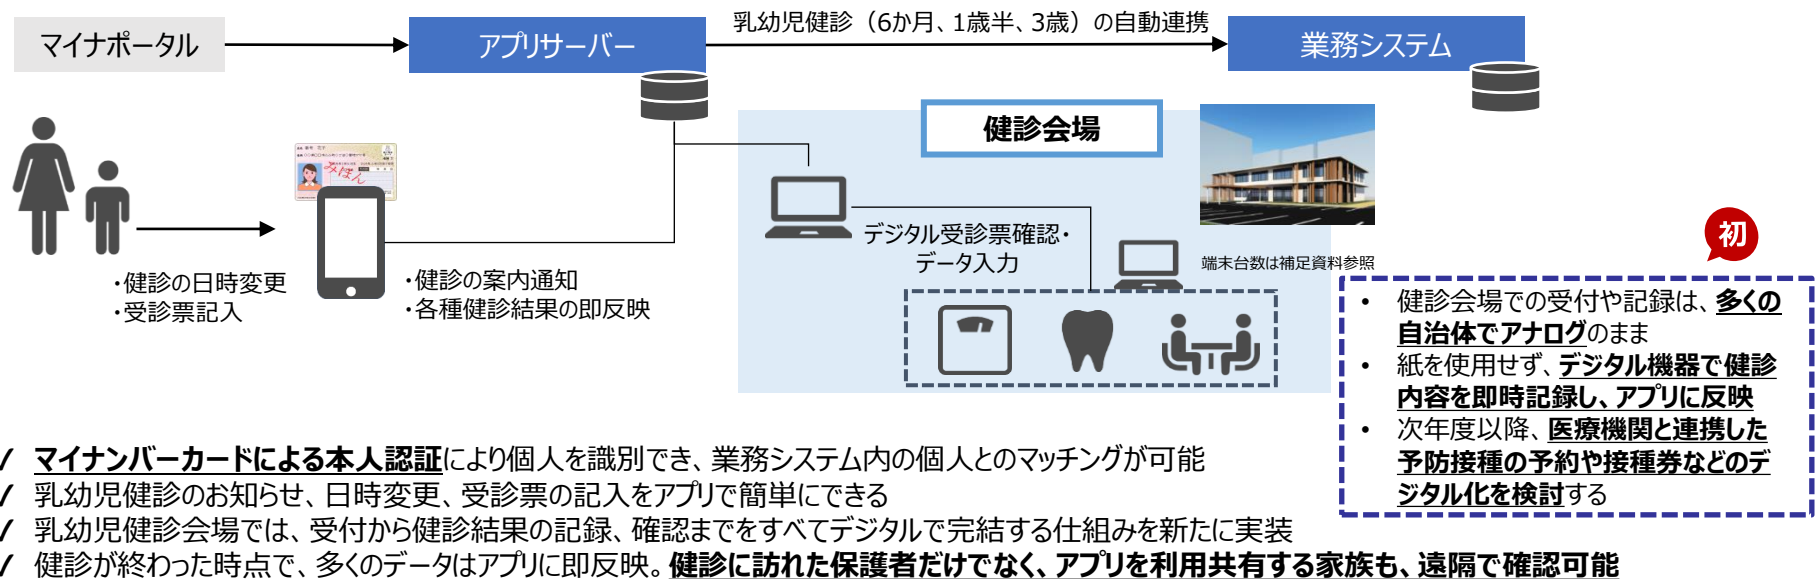 マイナポータル
アプリサーバー
乳幼児健診（6か月、1歳半、3歳）の自動連携
業務システム
健診会場
みほん
デジタル受診票確認・
データ入力
端末台数は補足資料参照
・健診の日時変更
・受診票記入
・健診の案内通知
・各種健診結果の即反映
初
• 健診会場での受付や記録は、多くの
自治体でアナログのまま
• 紙を使用せず、デジタル機器で健診
内容を即時記録し、アプリに反映
• 次年度以降、医療機関と連携した
予防接種の予約や接種券などのデ
ジタル化を検討する
✓ マイナンバーカードによる本人認証により個人を識別でき、業務システム内の個人とのマッチングが可能
✓ 乳幼児健診のお知らせ、日時変更、受診票の記入をアプリで簡単にできる
✓ 乳幼児健診会場では、受付から健診結果の記録、確認までをすべてデジタルで完結する仕組みを新たに実装
✓ 健診が終わった時点で、多くのデータはアプリに即反映。健診に訪れた保護者だけでなく、アプリを利用共有する家族も、遠隔で確認可能